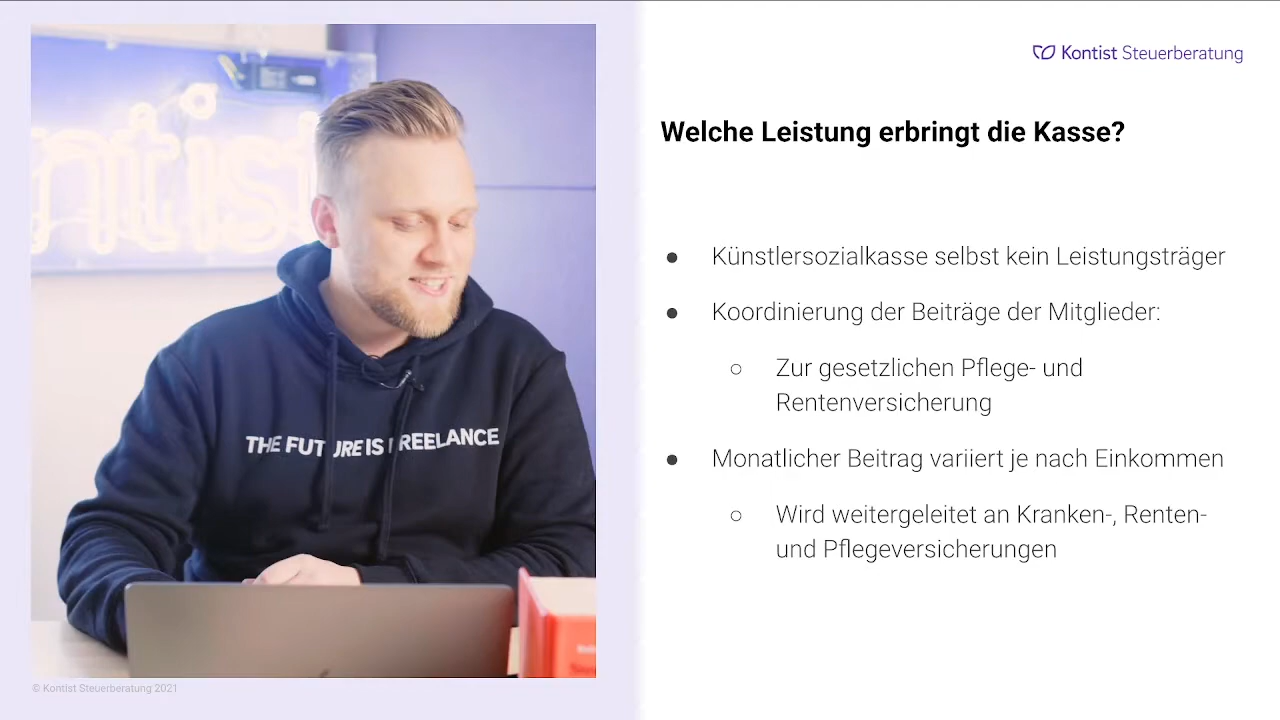 Kontist Steuerberatung
Welche Leistung erbringt die Kasse?
● Künstlersozialkasse selbst kein Leistungsträger
● Koordinierung der Beiträge der Mitglieder:
○ Zur gesetzlichen Pflege- und
Rentenversicherung
● Monatlicher Beitrag variiert je nach Einkommen
○ Wird weitergeleitet an Kranken-, Renten-
und Pflegeversicherungen
ntist
THE FUTURE IS FREELANCE
© Kontist Steuerberatung 2021